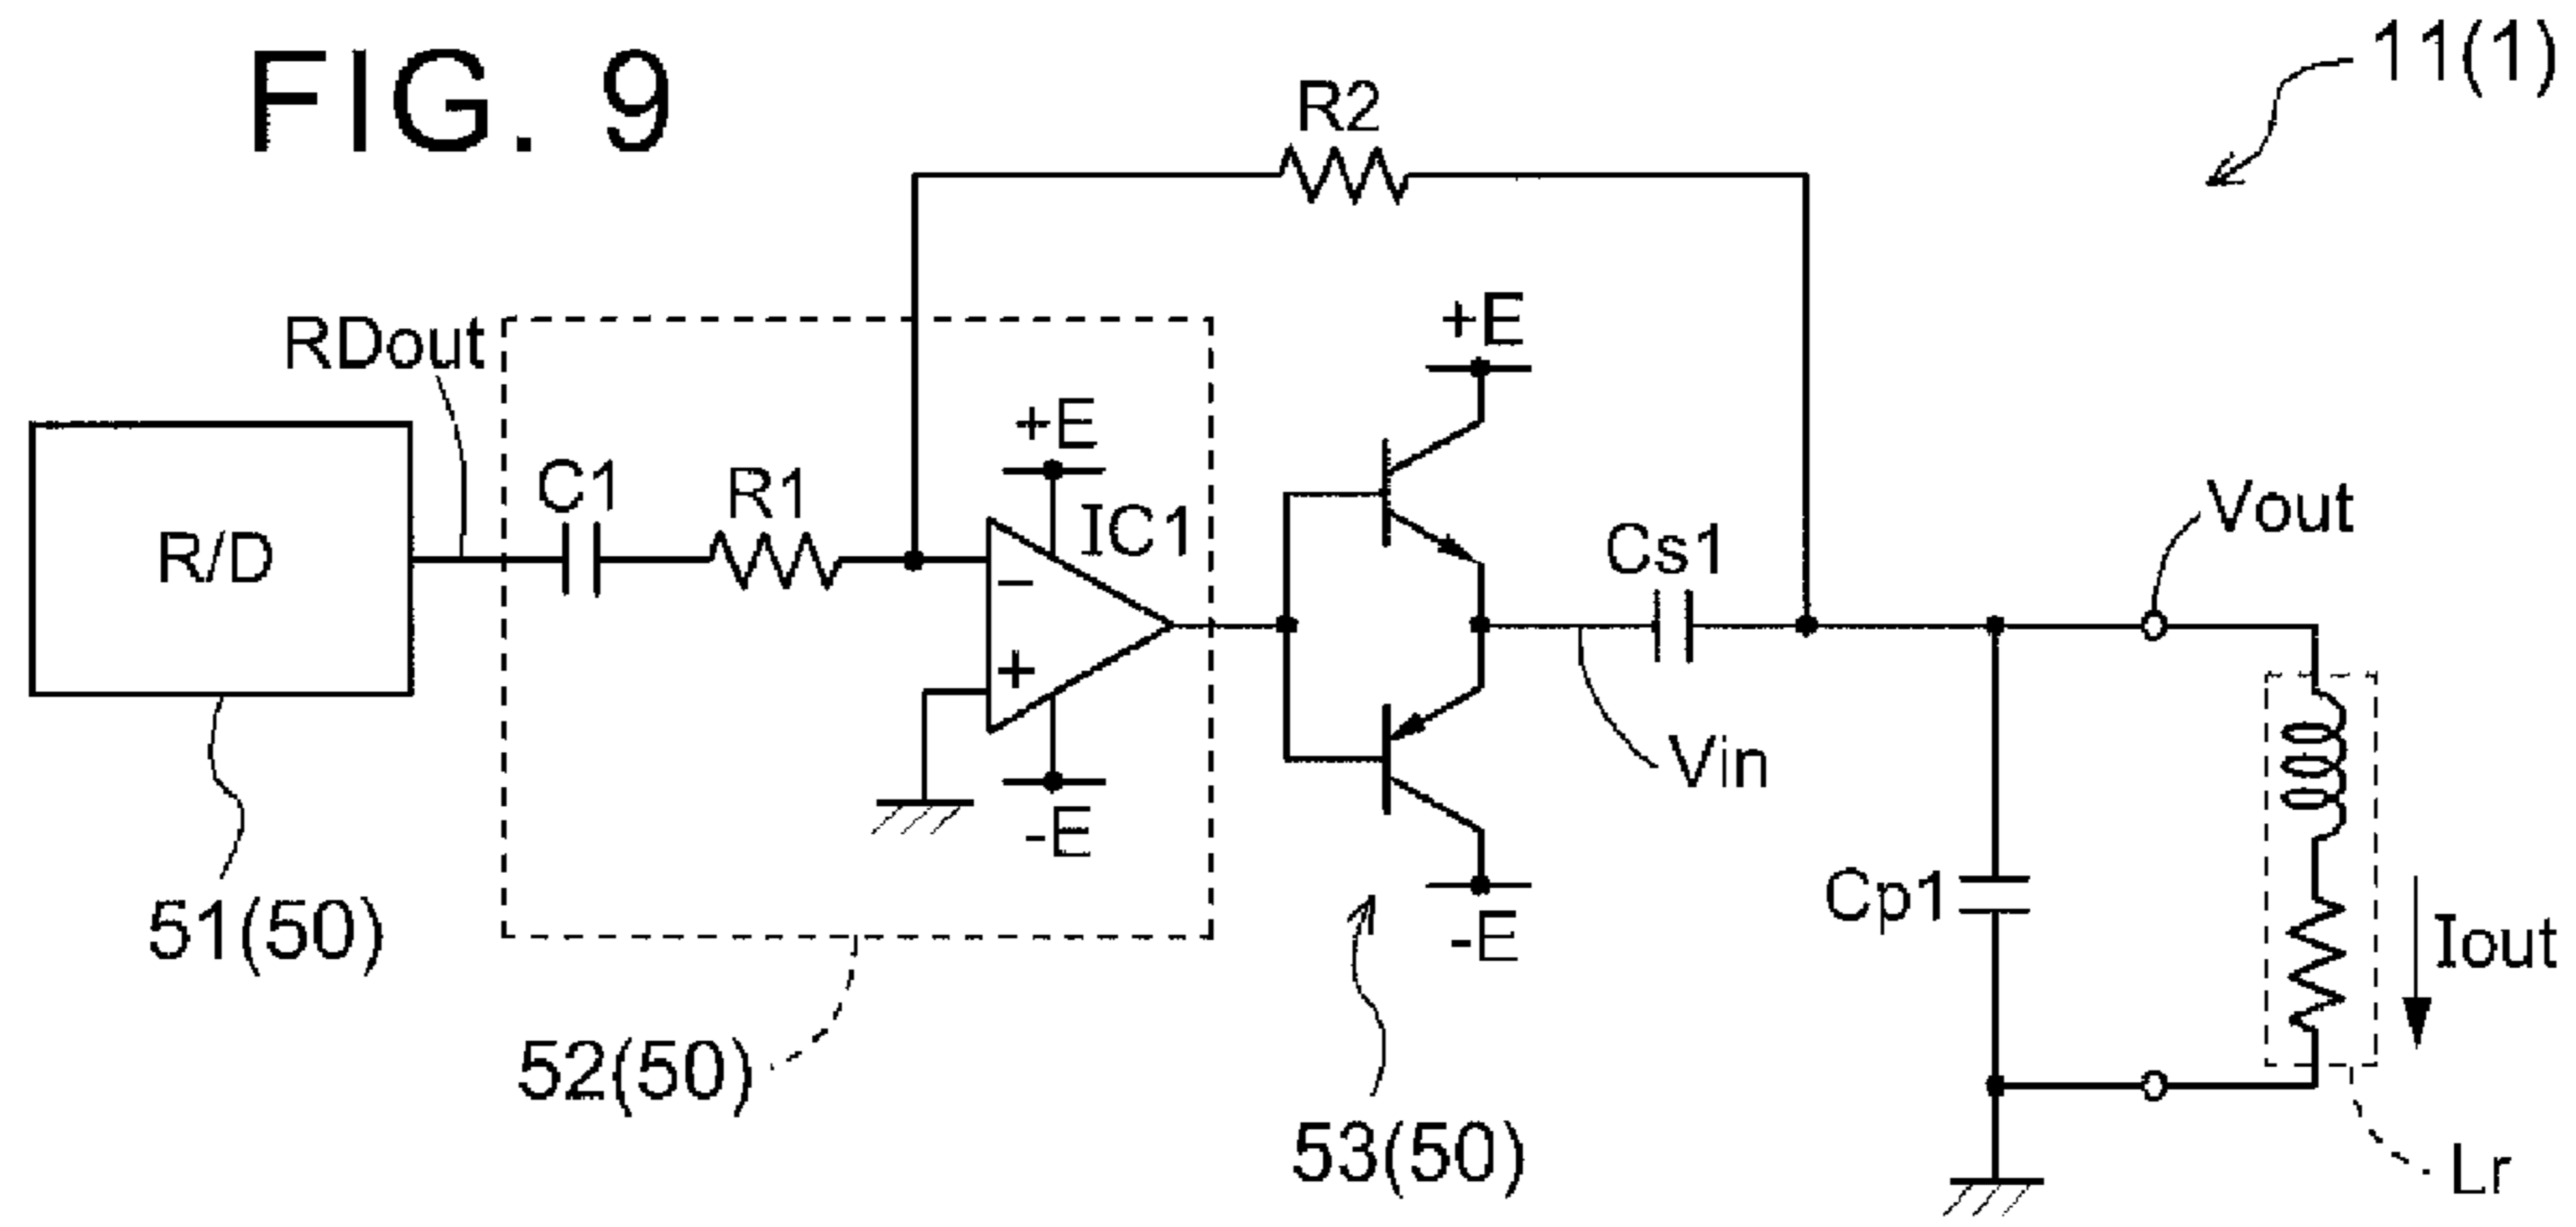 FIG. 9
11(1)
R2
RDout
+E
+E
C1
R1
IC1
Vout
R/D
Cs1
−
+
Vin
-E
Cp1
-E
Iout
51(50)
52(50)
53(50)
Lr